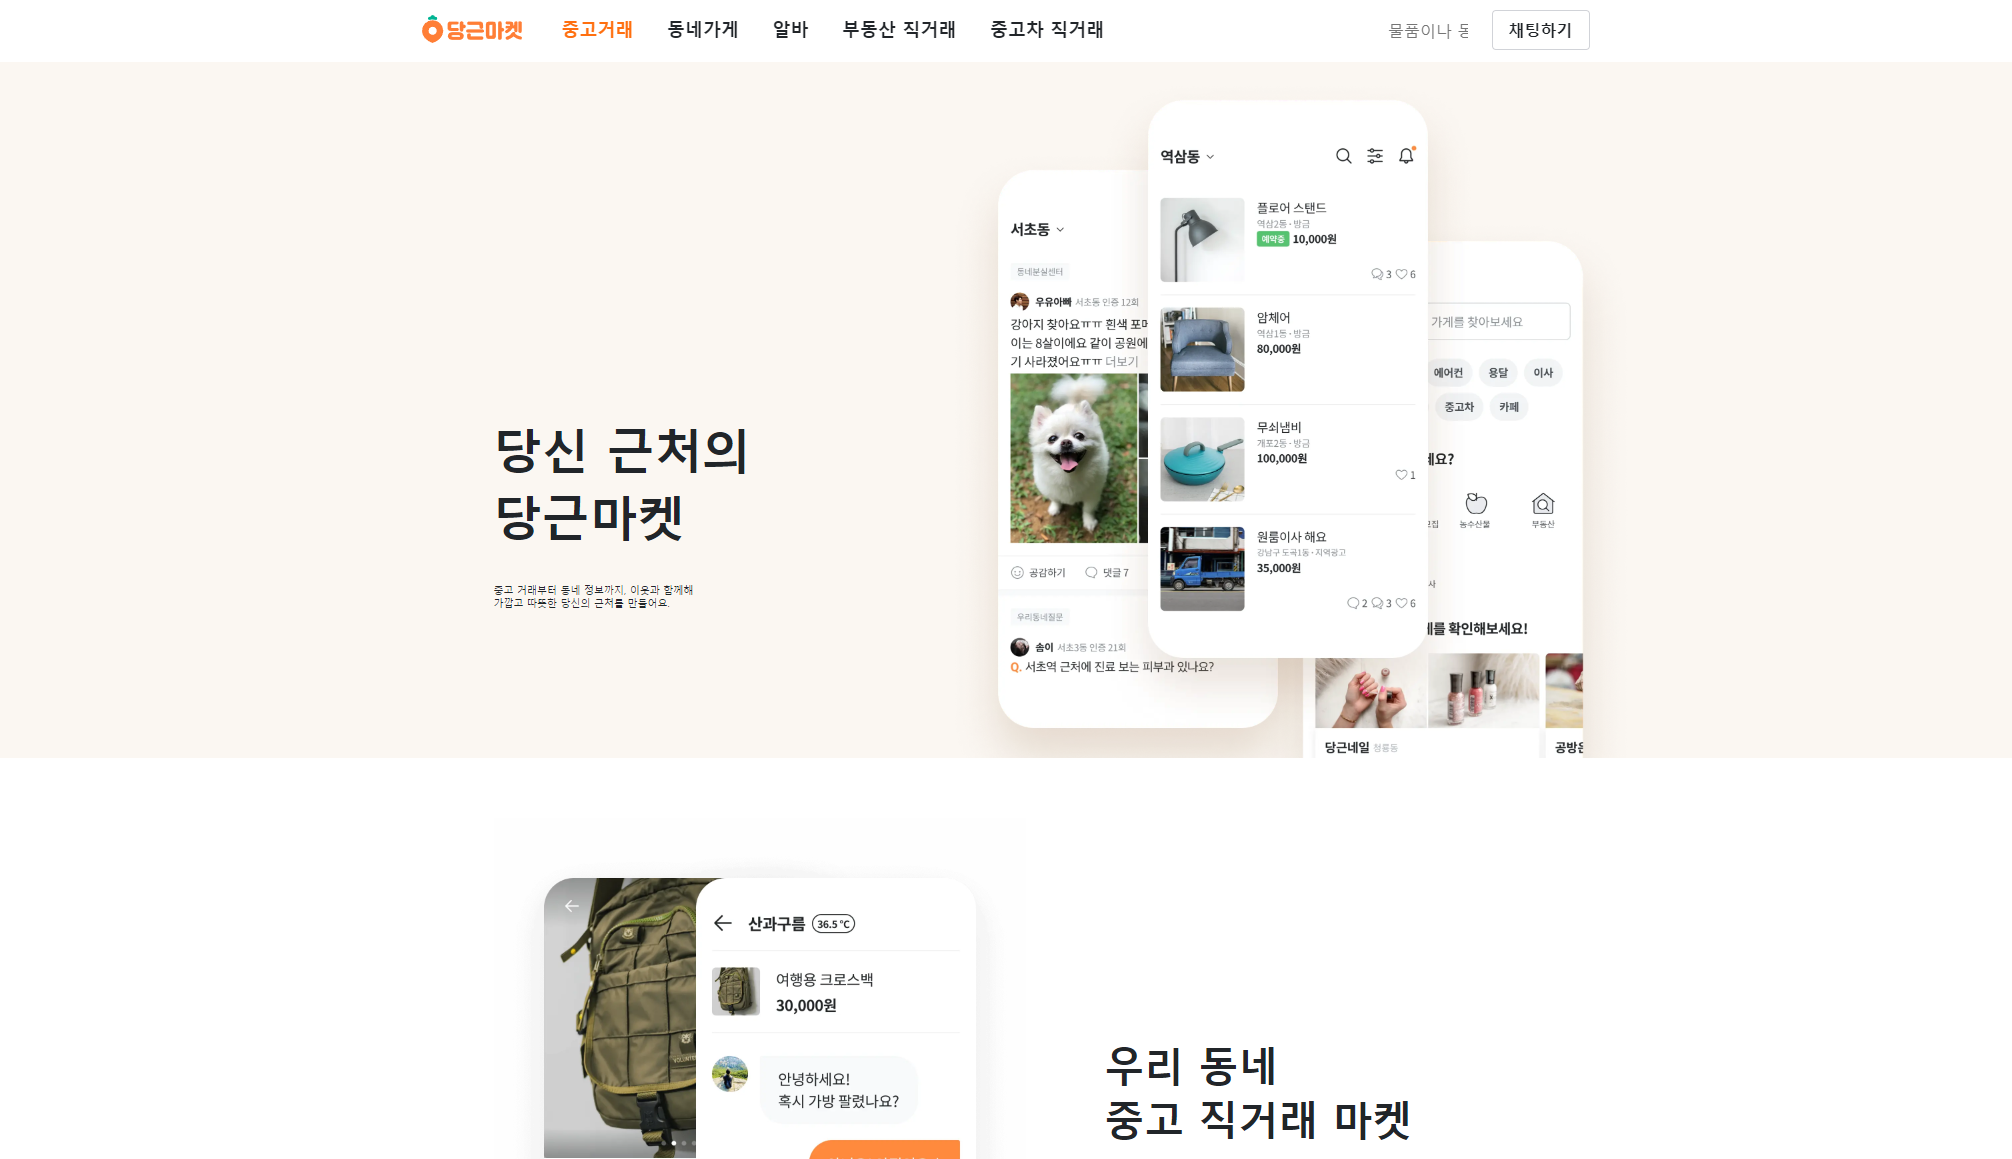 당근마켓
중고거래
동네가게
알바
부동산 직거래
중고차 직거래
물품이나
채팅하기
당신 근처의
당근마켓
중고 거래부터 동네 정보까지, 이웃과 함께해
가깝고 따뜻한 당신의 근처를 만들어요.
서초동
동네분실센터
우유아빠 서초동 인증 12회
강아지 찾아요ㅠㅠ 흰색 포메
이는 8살이에요 같이 공원에
기 사라졌어요ㅠㅠ 더보기
공감하기 댓글 7
우리동네질문
솜이 서초3동 인증 21회
Q. 서초역 근처에 진료 보는 피부과 있나요?
역삼동
플로어 스탠드
역삼2동 · 방금
예약중 10,000원
3 6
암체어
역삼1동 · 방금
80,000원
무쇠냄비
개포2동 · 방금
100,000원
1
원룸이사 해요
강남구 도곡1동 · 지역광고
35,000원
2 3 6
가게를 찾아보세요
에어컨 용달 이사
중고차 카페
요?
농수산물 부동산
사
를 확인해보세요!
당근네일 청룡동
공방은
산과구름 36.5 °C
여행용 크로스백
30,000원
안녕하세요!
혹시 가방 팔렸나요?
우리 동네
중고 직거래 마켓